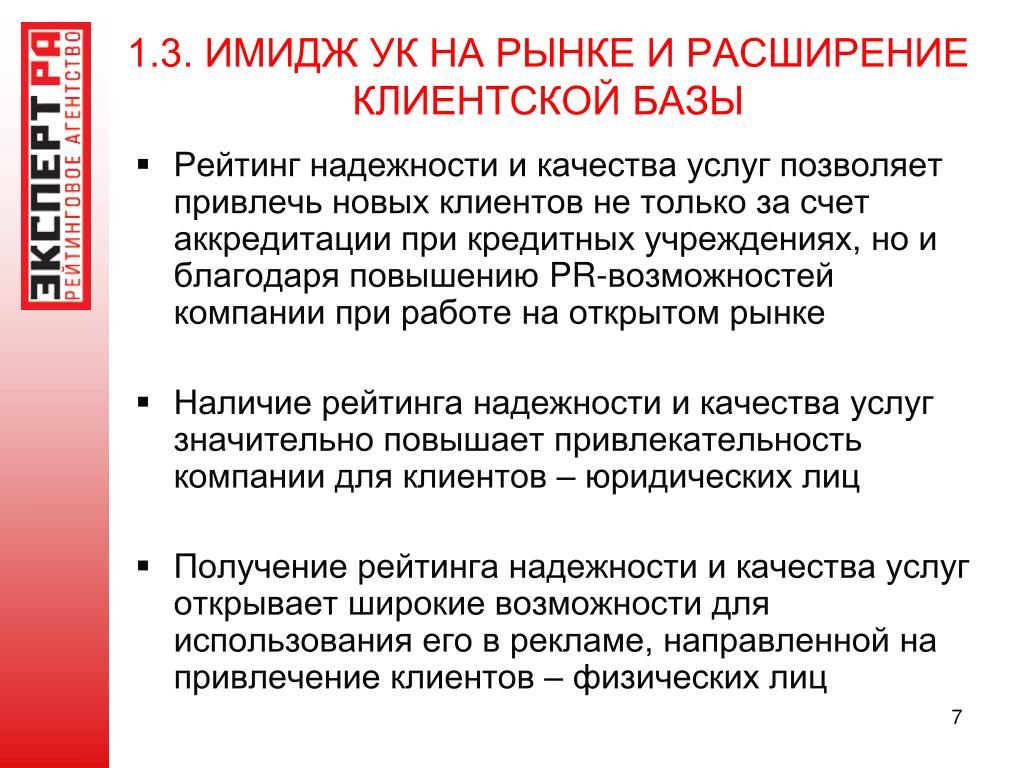 ЭКСПЕРТ РА
РЕЙТИНГОВОЕ АГЕНТСТВО
1.3. ИМИДЖ УК НА РЫНКЕ И РАСШИРЕНИЕ
КЛИЕНТСКОЙ БАЗЫ
▪ Рейтинг надежности и качества услуг позволяет
привлечь новых клиентов не только за счет
аккредитации при кредитных учреждениях, но и
благодаря повышению PR-возможностей
компании при работе на открытом рынке
▪ Наличие рейтинга надежности и качества услуг
значительно повышает привлекательность
компании для клиентов – юридических лиц
▪ Получение рейтинга надежности и качества услуг
открывает широкие возможности для
использования его в рекламе, направленной на
привлечение клиентов – физических лиц
7